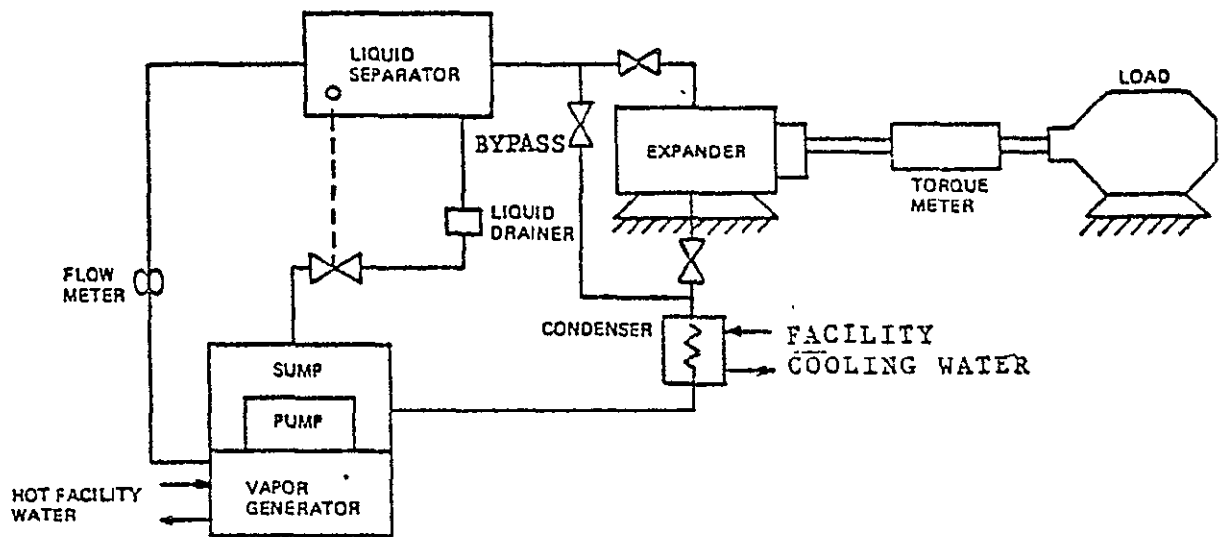 LIQUID
SEPARATOR
LOAD
BYPASS
EXPANDER
TORQUE
METER
LIQUID
DRAINER
FLOW
METER
CONDENSER
FACILITY
COOLING WATER
SUMP
PUMP
VAPOR
GENERATOR
HOT FACILITY
WATER